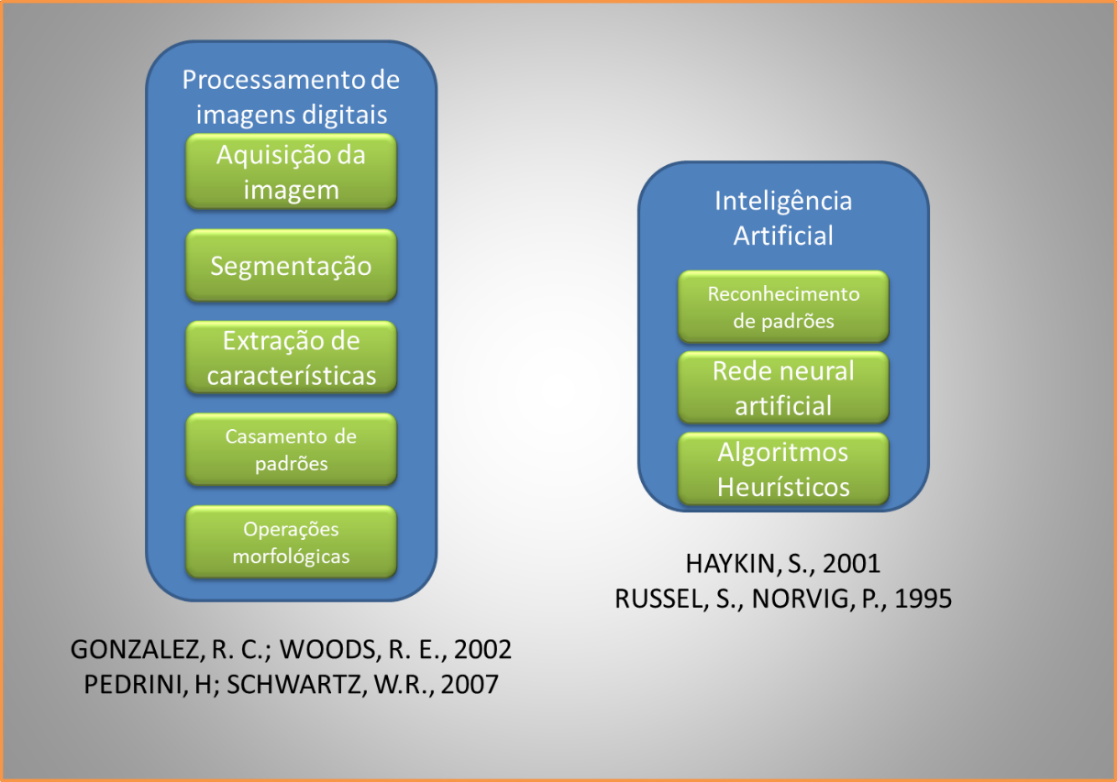 Processamento de
imagens digitais
Aquisição da
imagem
Segmentação
Extração de
características
Casamento de
padrões
Operações
morfológicas
GONZALEZ, R. C.; WOODS, R. E., 2002
PEDRINI, H; SCHWARTZ, W.R., 2007
Inteligência
Artificial
Reconhecimento
de padrões
Rede neural
artificial
Algoritmos
Heurísticos
HAYKIN, S., 2001
RUSSEL, S., NORVIG, P., 1995